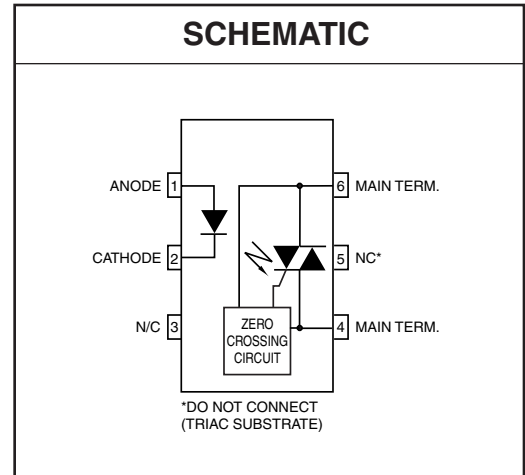 SCHEMATIC
ANODE 1
6 MAIN TERM.
CATHODE 2
5 NC*
N/C 3
ZERO
CROSSING
CIRCUIT
4 MAIN TERM.
*DO NOT CONNECT
(TRIAC SUBSTRATE)